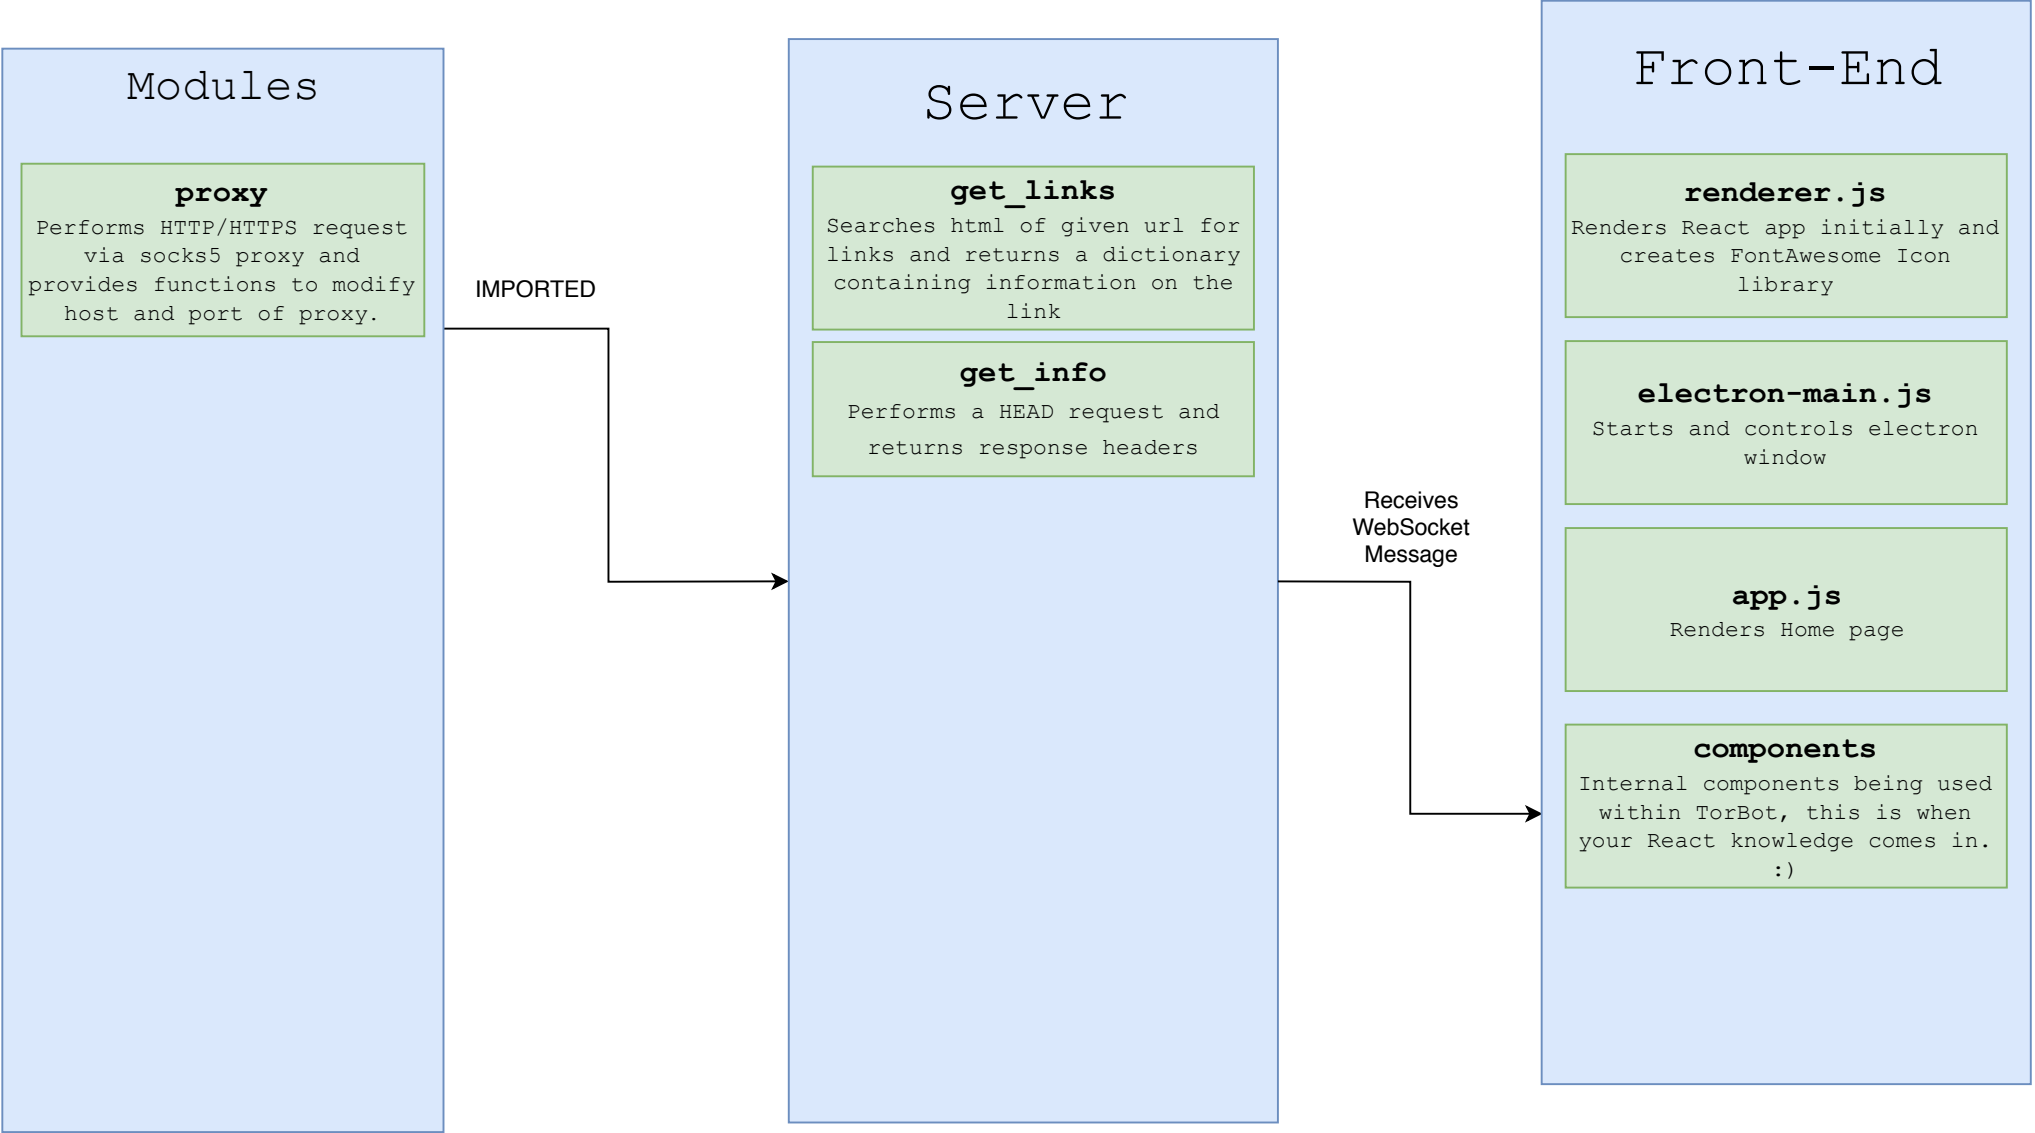 Modules
proxy
Performs HTTP/HTTPS request
via socks5 proxy and
provides functions to modify
host and port of proxy.
IMPORTED
Server
get_links
Searches html of given url for
links and returns a dictionary
containing information on the
link
get_info
Performs a HEAD request and
returns response headers
Receives
WebSocket
Message
Front-End
renderer.js
Renders React app initially and
creates FontAwesome Icon
library
electron-main.js
Starts and controls electron
window
app.js
Renders Home page
components
Internal components being used
within TorBot, this is when
your React knowledge comes in.
:)